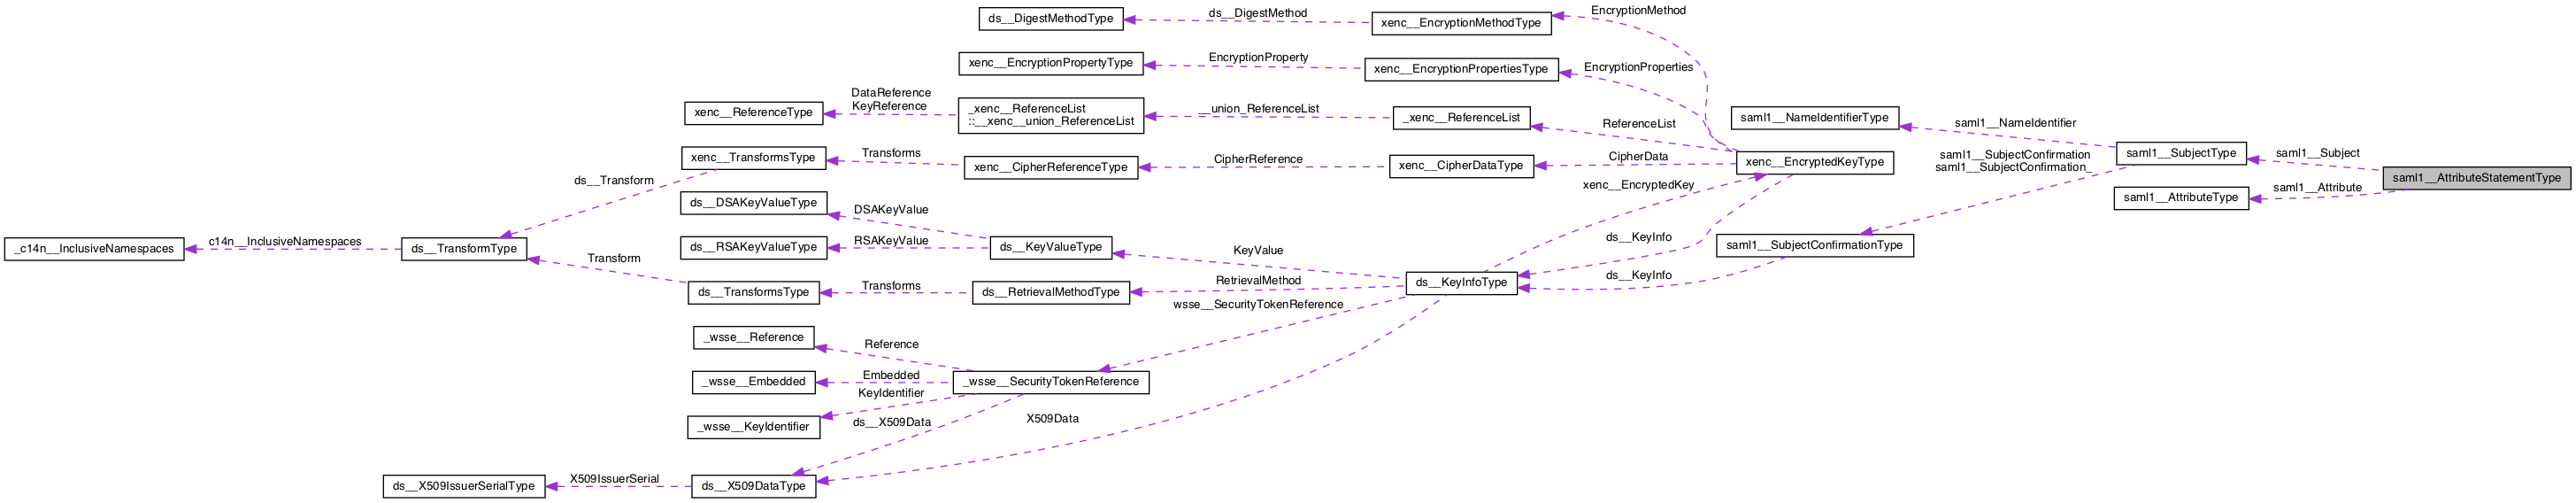 ds__DigestMethodType
ds__DigestMethod
xenc__EncryptionMethodType
EncryptionMethod
xenc__EncryptionPropertyType
EncryptionProperty
xenc__EncryptionPropertiesType
EncryptionProperties
xenc__ReferenceType
DataReference
KeyReference
_xenc__ReferenceList
::__xenc__union_ReferenceList
__union_ReferenceList
_xenc__ReferenceList
ReferenceList
saml1__NameIdentifierType
saml1__NameIdentifier
xenc__TransformsType
Transforms
xenc__CipherReferenceType
CipherReference
xenc__CipherDataType
CipherData
xenc__EncryptedKeyType
saml1__SubjectConfirmation
saml1__SubjectConfirmation_
saml1__SubjectType
saml1__Subject
saml1__AttributeStatementType
ds__Transform
xenc__EncryptedKey
saml1__AttributeType
saml1__Attribute
ds__DSAKeyValueType
DSAKeyValue
_c14n__InclusiveNamespaces
c14n__InclusiveNamespaces
ds__TransformType
ds__RSAKeyValueType
RSAKeyValue
ds__KeyValueType
KeyValue
ds__KeyInfo
saml1__SubjectConfirmationType
Transform
ds__TransformsType
Transforms
ds__RetrievalMethodType
RetrievalMethod
ds__KeyInfoType
ds__KeyInfo
wsse__SecurityTokenReference
_wsse__Reference
Reference
_wsse__Embedded
Embedded
_wsse__SecurityTokenReference
KeyIdentifier
_wsse__KeyIdentifier
ds__X509Data
X509Data
ds__X509IssuerSerialType
X509IssuerSerial
ds__X509DataType